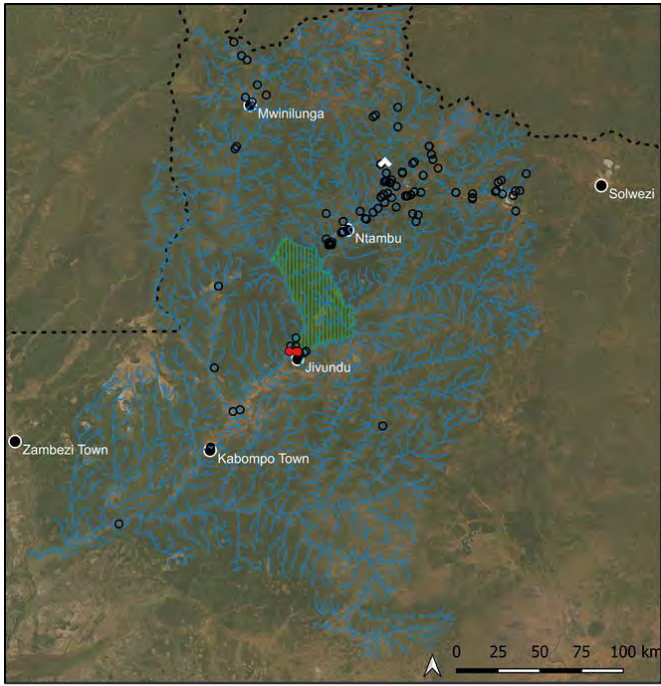 Mwinilunga
Solwezi
Ntambu
Jivundu
Zambezi Town
Kabompo Town
0 25 50 75 100 km